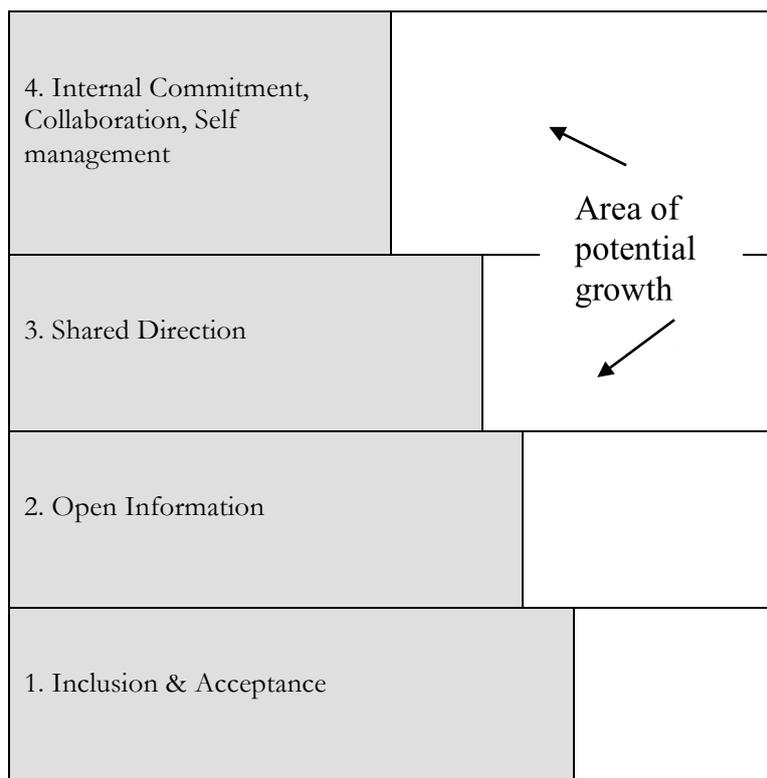 4. Internal Commitment,
Collaboration, Self
management
Area of
potential
growth
3. Shared Direction
2. Open Information
1. Inclusion & Acceptance